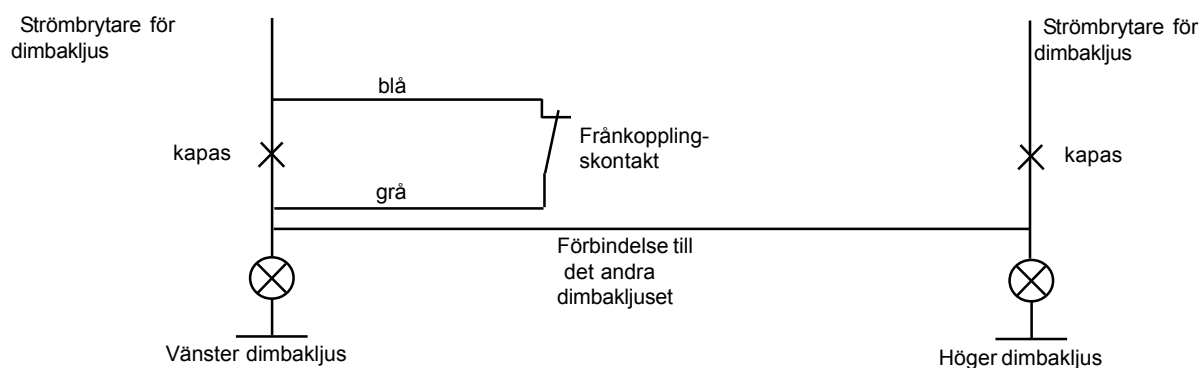 Strömbrytare för
dimbakljus
Strömbrytare för
dimbakljus
blå
Frånkoppling-
skontakt
kapas
kapas
grå
Förbindelse till
det andra
dimbakljuset
Vänster dimbakljus
Höger dimbakljus